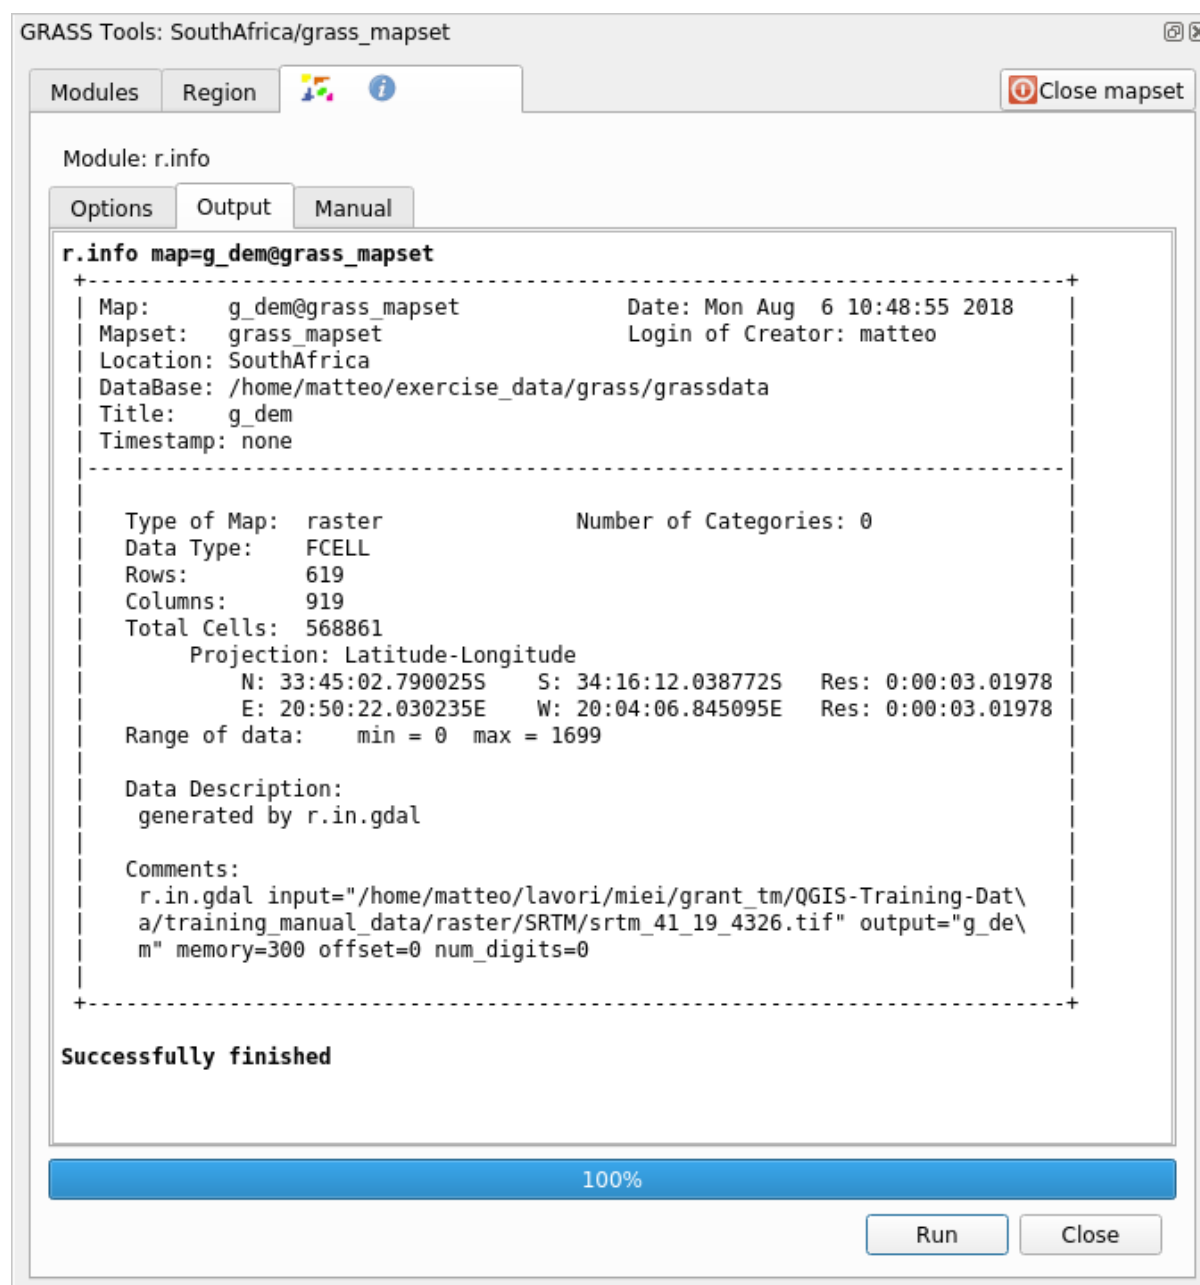 GRASS Tools: SouthAfrica/grass_mapset
Modules Region Close mapset
Module: r.info
Options Output Manual
r.info map=g_dem@grass_mapset
+----------------------------------------------------------------------------+
| Map:      g_dem@grass_mapset             Date: Mon Aug  6 10:48:55 2018    |
| Mapset:   grass_mapset                   Login of Creator: matteo          |
| Location: SouthAfrica                                                      |
| DataBase: /home/matteo/exercise_data/grass/grassdata                       |
| Title:    g_dem                                                            |
| Timestamp: none                                                            |
|----------------------------------------------------------------------------|
|                                                                            |
|   Type of Map:  raster               Number of Categories: 0               |
|   Data Type:    FCELL                                                      |
|   Rows:         619                                                        |
|   Columns:      919                                                        |
|   Total Cells:  568861                                                     |
|        Projection: Latitude-Longitude                                      |
|            N: 33:45:02.790025S    S: 34:16:12.038772S   Res: 0:00:03.01978 |
|            E: 20:50:22.030235E    W: 20:04:06.845095E   Res: 0:00:03.01978 |
|   Range of data:    min = 0  max = 1699                                    |
|                                                                            |
|   Data Description:                                                        |
|    generated by r.in.gdal                                                  |
|                                                                            |
|   Comments:                                                                |
|    r.in.gdal input="/home/matteo/lavori/miei/grant_tm/QGIS-Training-Dat\   |
|    a/training_manual_data/raster/SRTM/srtm_41_19_4326.tif" output="g_de\   |
|    m" memory=300 offset=0 num_digits=0                                     |
|                                                                            |
+----------------------------------------------------------------------------+
Successfully finished
100%
Run Close